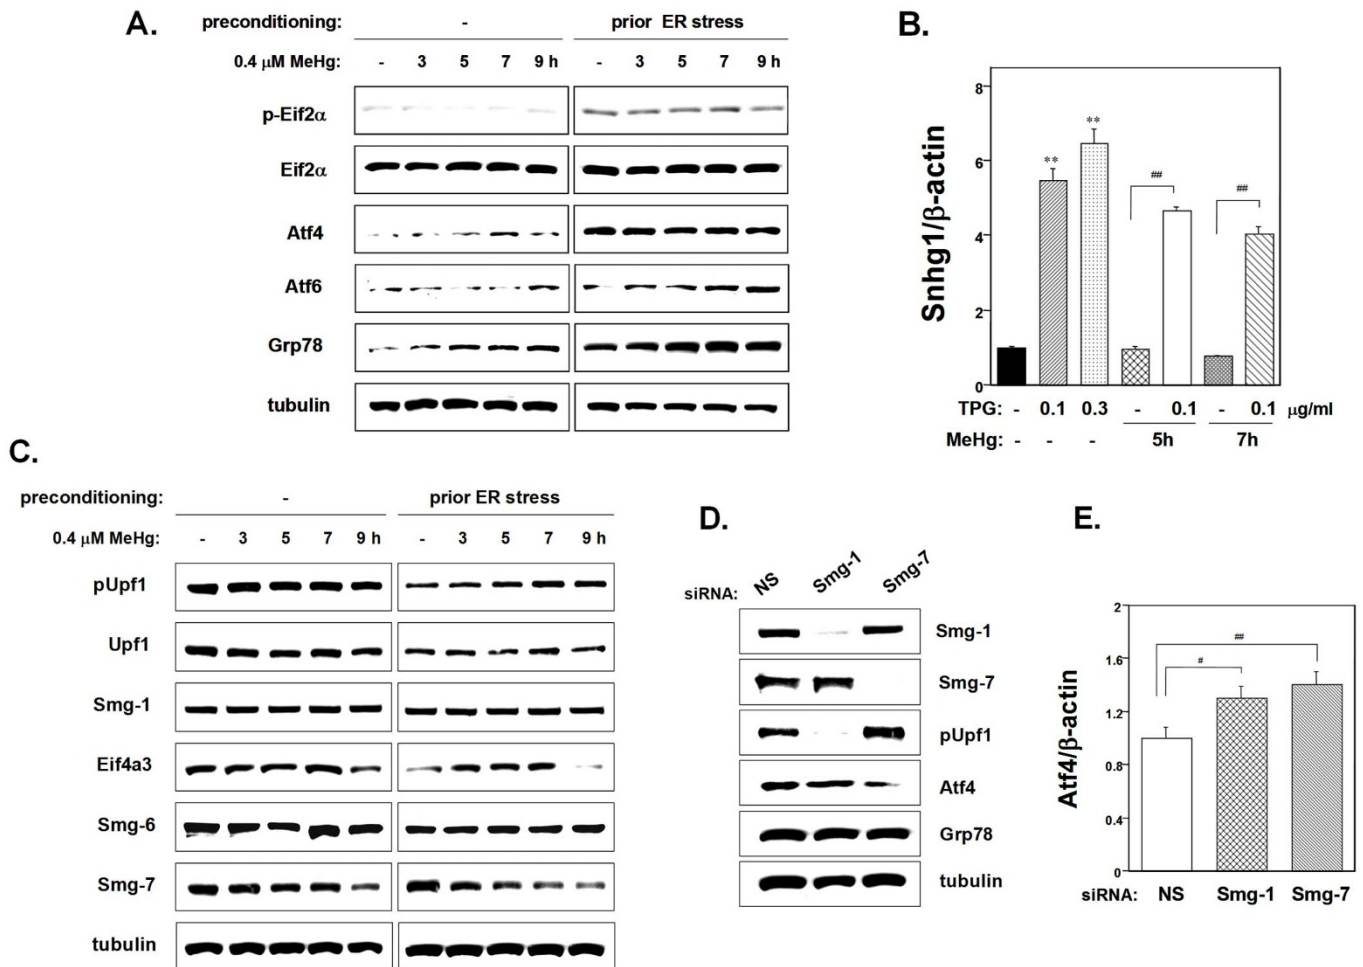 A.
preconditioning: - prior ER stress
0.4 μM MeHg: - 3 5 7 9 h - 3 5 7 9 h
p-Eif2α
Eif2α
Atf4
Atf6
Grp78
tubulin
B.
Snhg1/β-actin
8
6
4
2
0
** ** ## ##
TPG: - 0.1 0.3 - 0.1 - 0.1 μg/ml
MeHg: - - - 5h 7h
C.
preconditioning: - prior ER stress
0.4 μM MeHg: - 3 5 7 9 h - 3 5 7 9 h
pUpf1
Upf1
Smg-1
Eif4a3
Smg-6
Smg-7
tubulin
D.
siRNA: NS Smg-1 Smg-7
Smg-1
Smg-7
pUpf1
Atf4
Grp78
tubulin
E.
Atf4/β-actin
2
1.6
1.2
0.8
0.4
0
##
#
siRNA: NS Smg-1 Smg-7